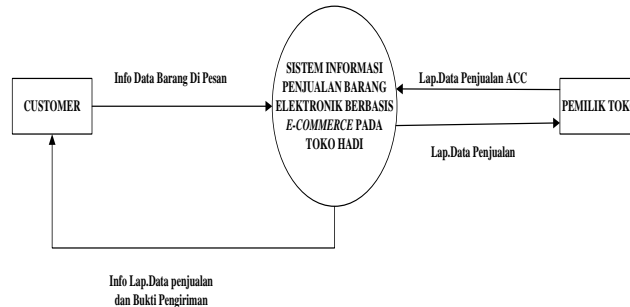 Info Data Barang Di Pesan
CUSTOMER
SISTEM INFORMASI
PENJUALAN BARANG
ELEKTRONIK BERBASIS
E-COMMERCE PADA
TOKO HADI
Lap.Data Penjualan ACC
PEMILIK TOK
Lap.Data Penjualan
Info Lap.Data penjualan
dan Bukti Pengiriman